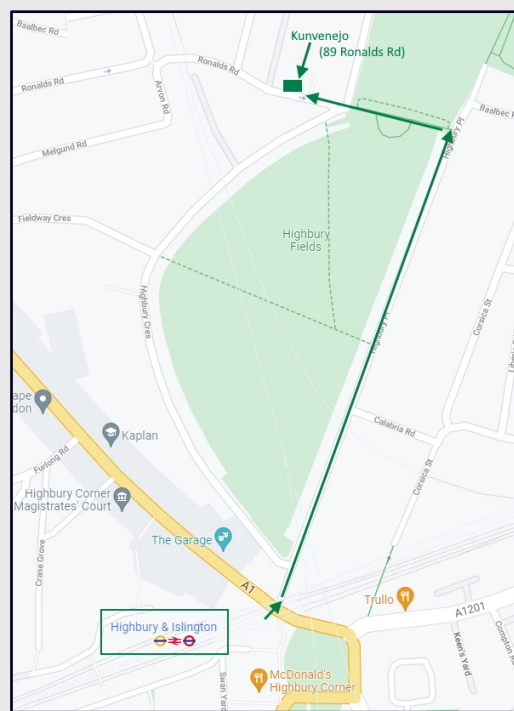 Baalbec Rd
Kunvenejo
(89 Ronalds Rd)
Ronalds Rd
Ronalds Rd
Arvon Rd
Baalbec Pl
Highbury Pl
Melgund Rd
Fieldway Cres
Highbury
Fields
Highbury Cres
Corsica St
Highbury Pl
Calabria Rd
Kaplan
Furlong Rd
Corsica St
Highbury Corner
Magistrates' Court
The Garage
Crane Grove
A1
Trullo
A1201
Highbury & Islington
Keen's Yard
Compton Rd
Swan Yard
McDonald's
Highbury Corner